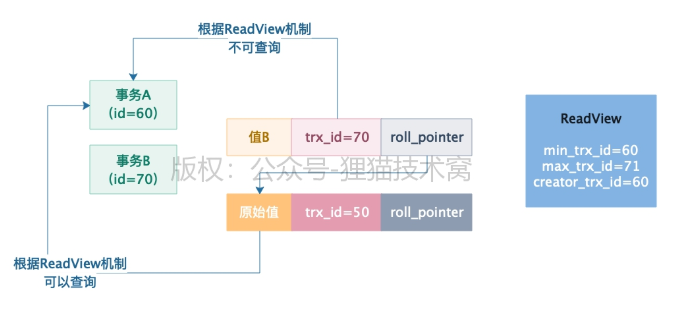 根据ReadView机制
不可查询
事务A
(id=60)
值B
trx_id=70
roll_pointer
ReadView
min_trx_id=60
max_trx_id=71
creator_trx_id=60
事务B
(id=70)
版权：公众号-狸猫技术窝
原始值
trx_id=50
roll_pointer
根据ReadView机制
可以查询